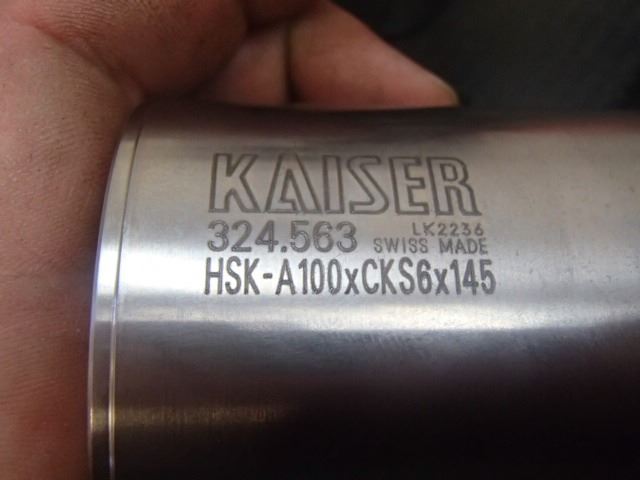 KAISER
324.563 LK2236
SWISS MADE
HSK-A100xCKS6x145